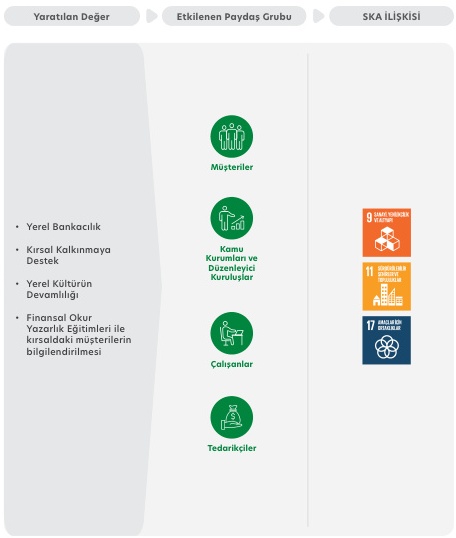 Yaratılan Değer
Etkilenen Paydaş Grubu
SKA İLİŞKİSİ
• Yerel Bankacılık
• Kırsal Kalkınmaya
Destek
• Yerel Kültürün
Devamlılığı
• Finansal Okur
Yazarlık Eğitimleri ile
kırsaldaki müşterilerin
bilgilendirilmesi
Müşteriler
Kamu
Kurumları ve
Düzenleyici
Kuruluşlar
Çalışanlar
Tedarikçiler
9 SANAYİ YENİLİKÇİLİK
VE ALTYAPI
11 SÜRDÜRÜLEBİLİR
ŞEHİRLER VE
TOPLULUKLAR
17 AMAÇLAR İÇİN
ORTAKLIKLAR